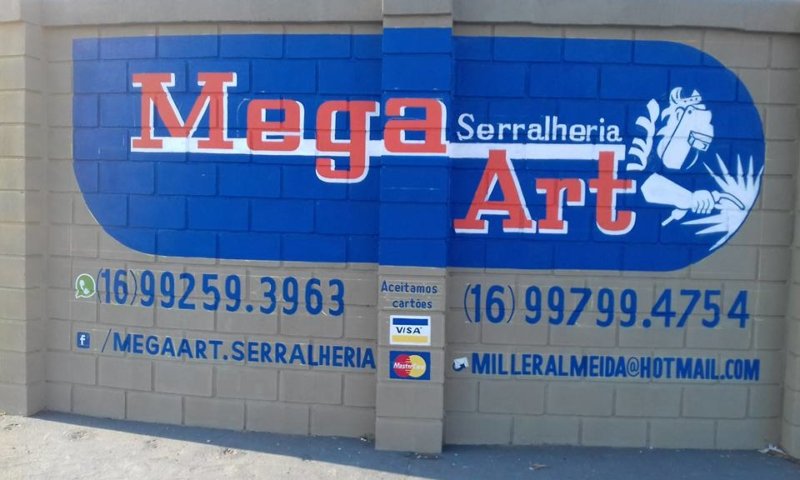 Mega
Serralheria
Art
(16)99259.3963
Aceitamos
cartões
(16)99799.4754
VISA
/MEGAART.SERRALHERIA
MasterCard
MILLERALMEIDA@HOTMAIL.COM